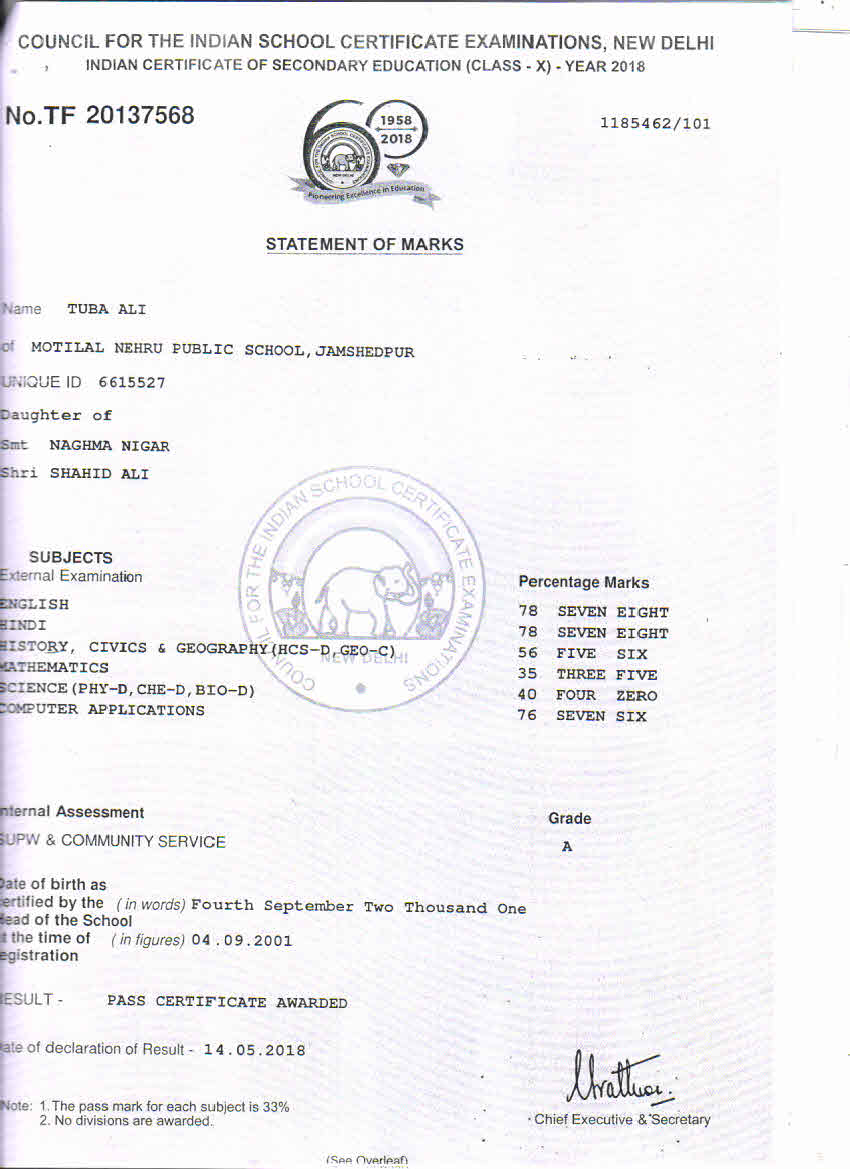 COUNCIL FOR THE INDIAN SCHOOL CERTIFICATE EXAMINATIONS, NEW DELHI
INDIAN CERTIFICATE OF SECONDARY EDUCATION (CLASS - X) - YEAR 2018
No.TF 20137568
1185462/101
1958
2018
COUNCIL FOR THE INDIAN SCHOOL CERTIFICATE EXAMINATIONS
NEW DELHI
Pioneering Excellence in Education
STATEMENT OF MARKS
Name TUBA ALI
of MOTILAL NEHRU PUBLIC SCHOOL,JAMSHEDPUR
UNIQUE ID 6615527
Daughter of
Smt NAGHMA NIGAR
Shri SHAHID ALI
COUNCIL FOR THE INDIAN SCHOOL CERTIFICATE EXAMINATIONS
NEW DELHI
SUBJECTS
External Examination Percentage Marks
ENGLISH 78 SEVEN EIGHT
HINDI 78 SEVEN EIGHT
HISTORY, CIVICS & GEOGRAPHY(HCS-D,GEO-C) 56 FIVE SIX
MATHEMATICS 35 THREE FIVE
SCIENCE(PHY-D,CHE-D,BIO-D) 40 FOUR ZERO
COMPUTER APPLICATIONS 76 SEVEN SIX
nternal Assessment Grade
SUPW & COMMUNITY SERVICE A
Date of birth as
ertified by the (in words) Fourth September Two Thousand One
Head of the School
t the time of (in figures) 04.09.2001
egistration
RESULT - PASS CERTIFICATE AWARDED
ate of declaration of Result - 14.05.2018
Note: 1. The pass mark for each subject is 33%
2. No divisions are awarded.
Chief Executive & Secretary
(See Overleaf)